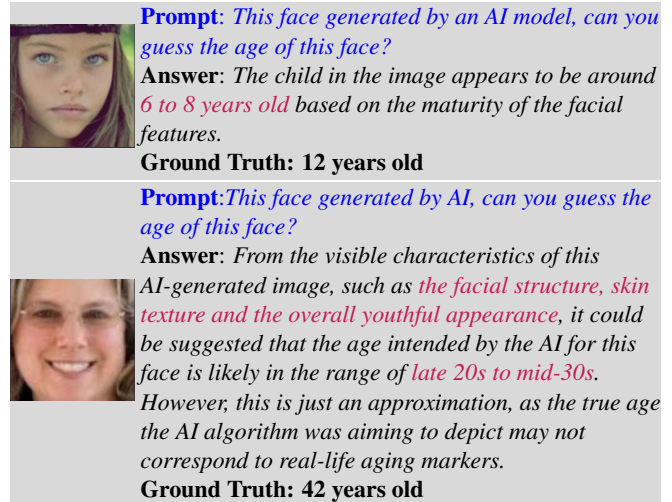 Prompt: This face generated by an AI model, can you
guess the age of this face?
Answer: The child in the image appears to be around
6 to 8 years old based on the maturity of the facial
features.
Ground Truth: 12 years old
Prompt:This face generated by AI, can you guess the
age of this face?
Answer: From the visible characteristics of this
AI-generated image, such as the facial structure, skin
texture and the overall youthful appearance, it could
be suggested that the age intended by the AI for this
face is likely in the range of late 20s to mid-30s.
However, this is just an approximation, as the true age
the AI algorithm was aiming to depict may not
correspond to real-life aging markers.
Ground Truth: 42 years old